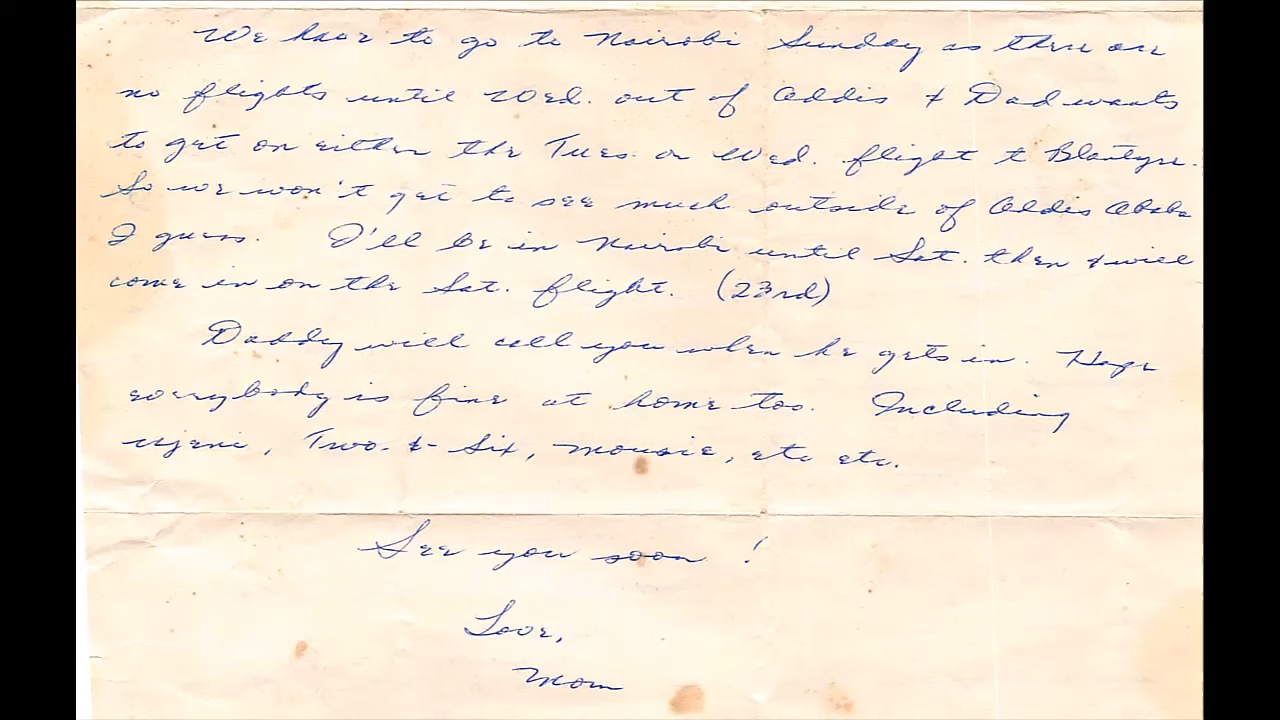 We have to go to Nairobi Sunday as there are
no flights until Wed. out of Addis + Dad wants
to get on either the Tues. or Wed. flight to Blantyre.
So we won't get to see much outside of Addis Ababa
I guess. I'll be in Nairobi until Sat. then + will
come in on the Sat. flight. (23rd)
Daddy will call you when he gets in. Hope
everybody is fine at home too. Including
Two & Six, Mousie, etc etc.
See you soon!
Love,
Mom